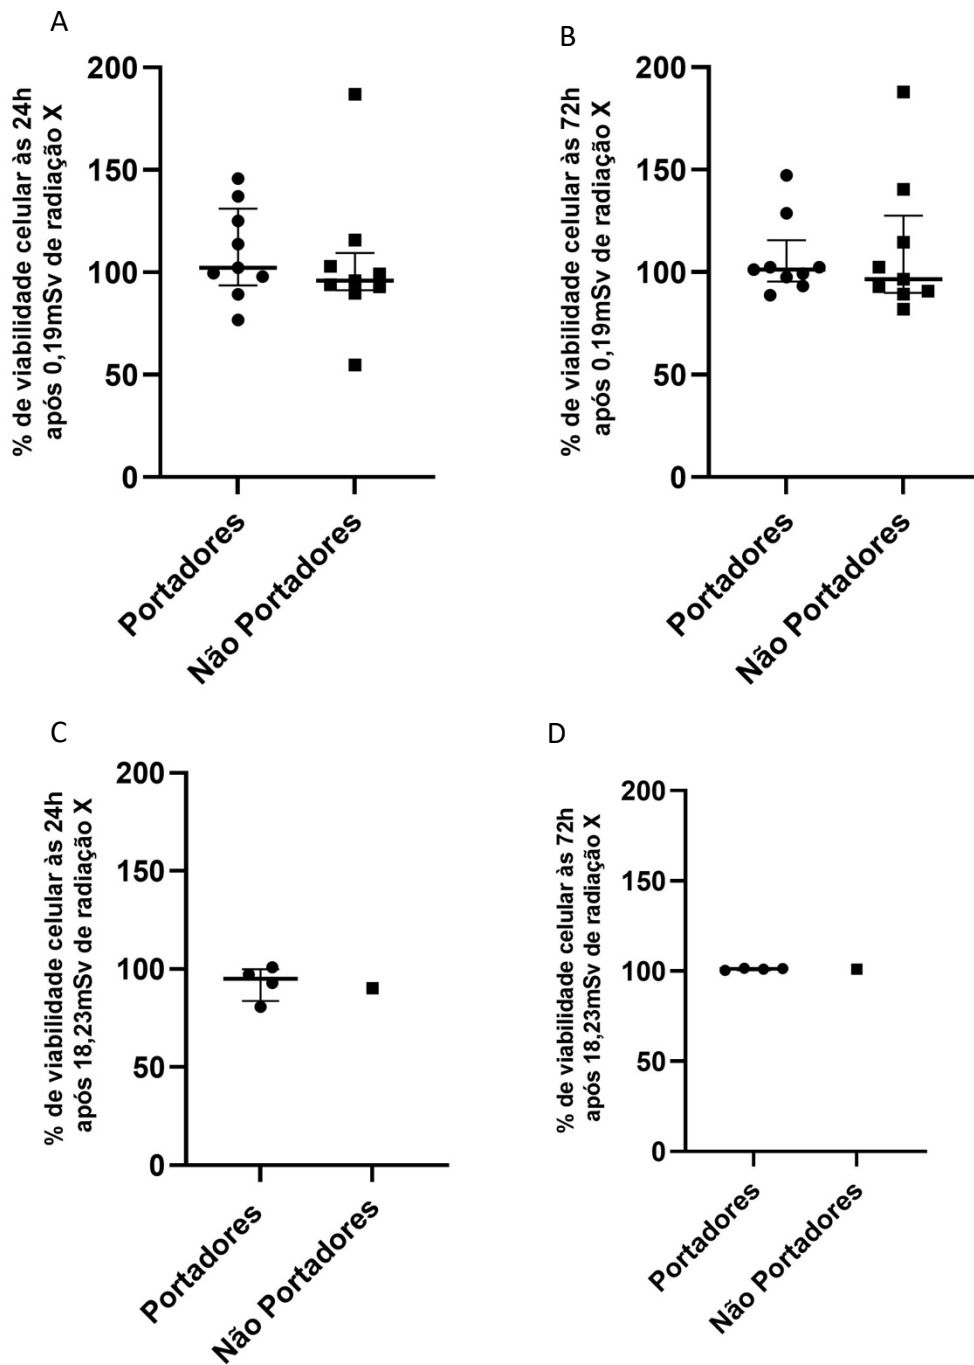 A
% de viabilidade celular às 24h
após 0,19mSv de radiação X
200
150
100
50
0
Portadores
Não Portadores
B
% de viabilidade celular às 72h
após 0,19mSv de radiação X
200
150
100
50
0
Portadores
Não Portadores
C
% de viabilidade celular às 24h
após 18,23mSv de radiação X
200
150
100
50
0
Portadores
Não Portadores
D
% de viabilidade celular às 72h
após 18,23mSv de radiação X
200
150
100
50
0
Portadores
Não Portadores